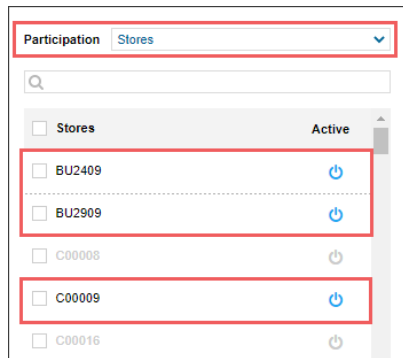 Participation Stores
Stores Active
BU2409
BU2909
C00008
C00009
C00016